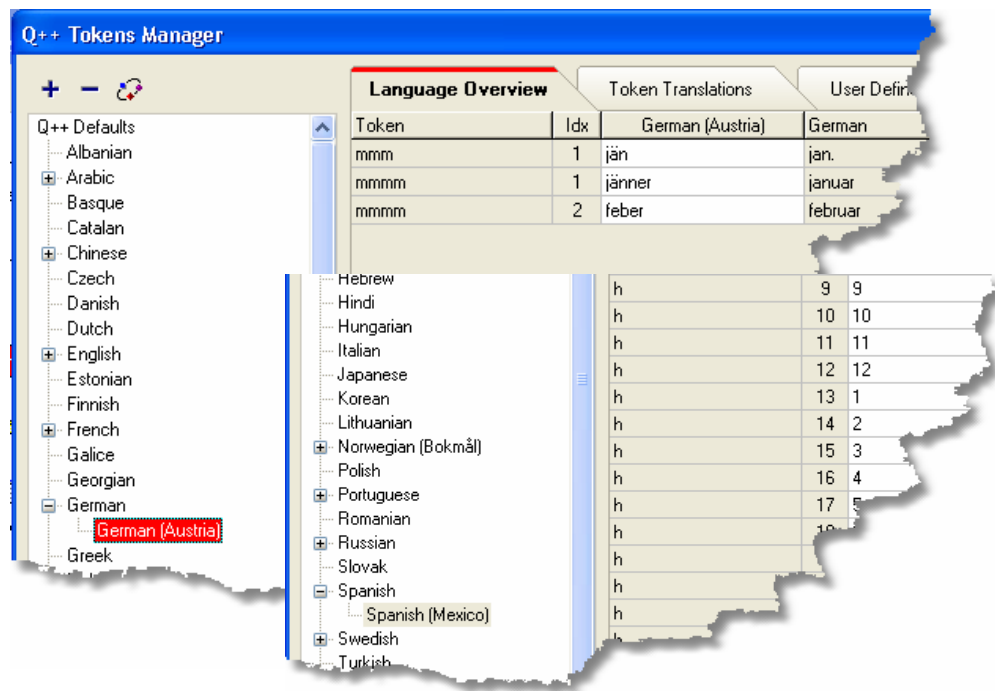 Q++ Tokens Manager
Language Overview
Token Translations
User Defin
Q++ Defaults
Albanian
Arabic
Basque
Catalan
Chinese
Czech
Danish
Dutch
English
Estonian
Finnish
French
Galice
Georgian
German
German (Austria)
Greek
Token Idx German (Austria) German
mmm 1 jän jan.
mmmm 1 jänner januar
mmmm 2 feber februar
Hebrew
Hindi
Hungarian
Italian
Japanese
Korean
Lithuanian
Norwegian (Bokmål)
Polish
Portuguese
Romanian
Russian
Slovak
Spanish
Spanish (Mexico)
Swedish
Turkish
h 9 9
h 10 10
h 11 11
h 12 12
h 13 1
h 14 2
h 15 3
h 16 4
h 17 5
h
h
h
h
h